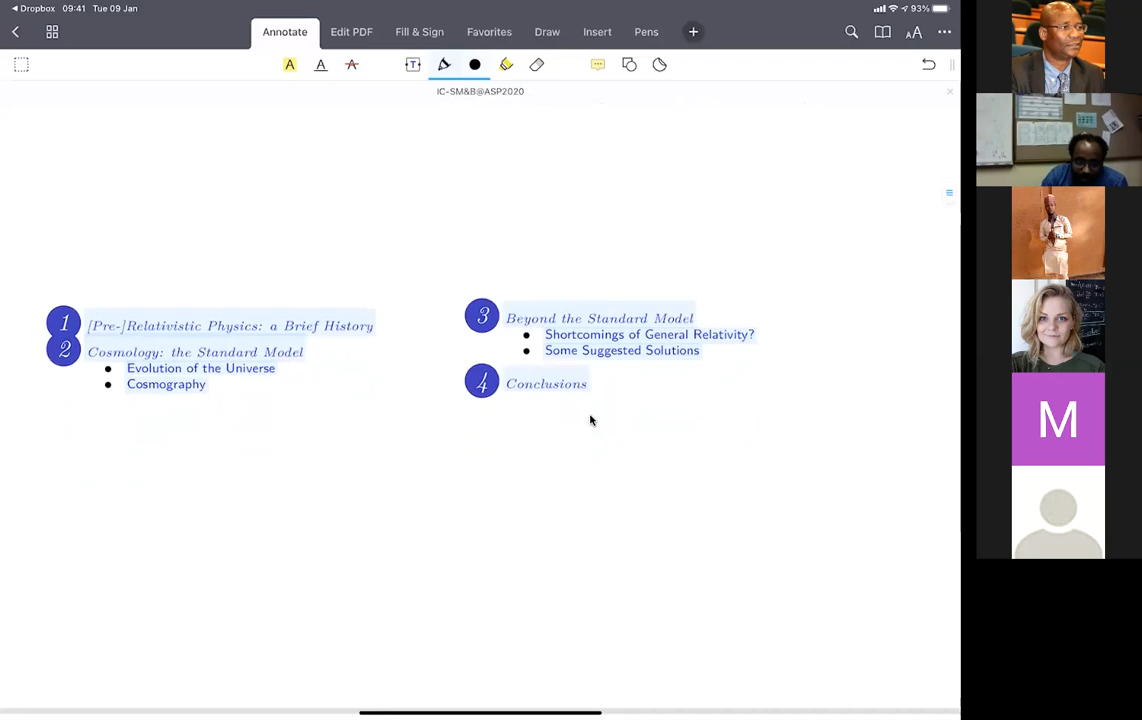 Dropbox 09:41 Tue 09 Jan 93%
Annotate Edit PDF Fill & Sign Favorites Draw Insert Pens
AA
A A A T
IC-SM&B@ASP2020
1 [Pre-]Relativistic Physics: a Brief History
2 Cosmology: the Standard Model
● Evolution of the Universe
● Cosmography
3 Beyond the Standard Model
● Shortcomings of General Relativity?
● Some Suggested Solutions
4 Conclusions
M